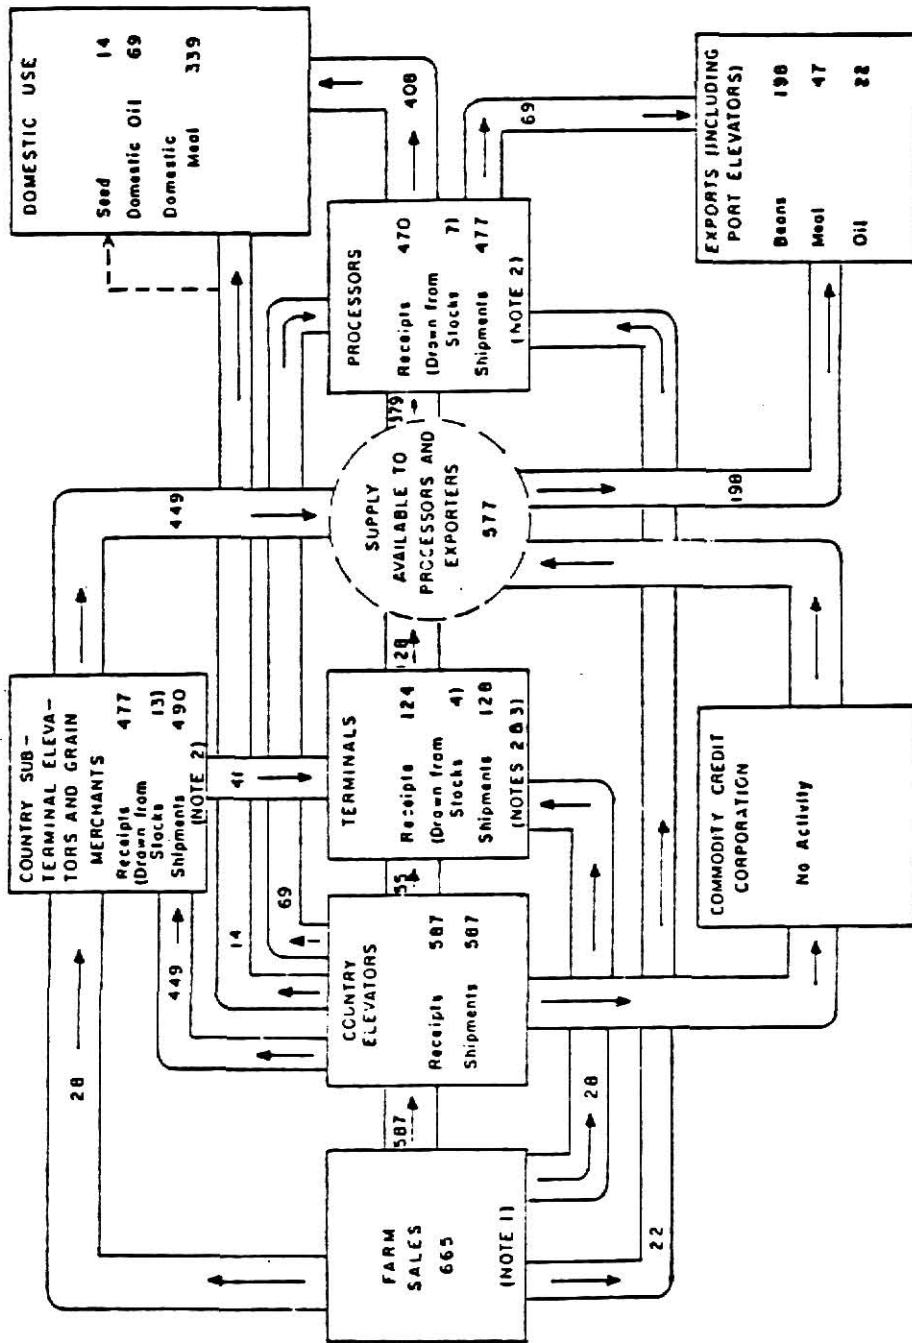 FARM
SALES
665
(NOTE 1)
28
587
28
22
COUNTRY
ELEVATORS
Receipts 587
Shipments 587
449
14
69
55
COUNTRY SUB-
TERMINAL ELEVA-
TORS AND GRAIN
MERCHANTS
Receipts 477
(Drawn from
Stocks 13)
Shipments 490
(NOTE 2)
41
449
TERMINALS
Receipts 124
(Drawn from
Stocks 4)
Shipments 128
(NOTES 2 & 3)
128
COMMODITY CREDIT
CORPORATION
No Activity
SUPPLY
AVAILABLE TO
PROCESSORS AND
EXPORTERS
577
379
198
PROCESSORS
Receipts 470
(Drawn from
Stocks 7)
Shipments 477
(NOTE 2)
408
69
DOMESTIC USE
Seed 14
Domestic Oil 69
Domestic
Meal 339
EXPORTS (INCLUDING
PORT ELEVATORS)
Beans 198
Meal 47
Oil 22